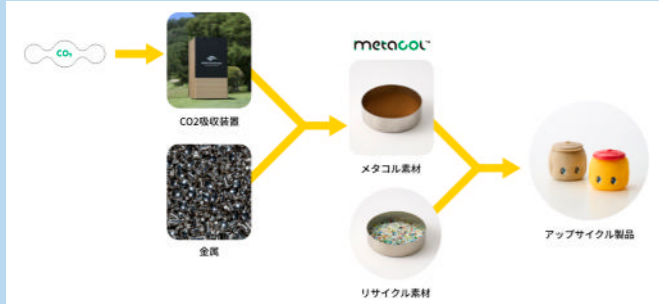 CO₂
metacol™
CO2吸収装置
メタコル素材
金属
アップサイクル製品
リサイクル素材